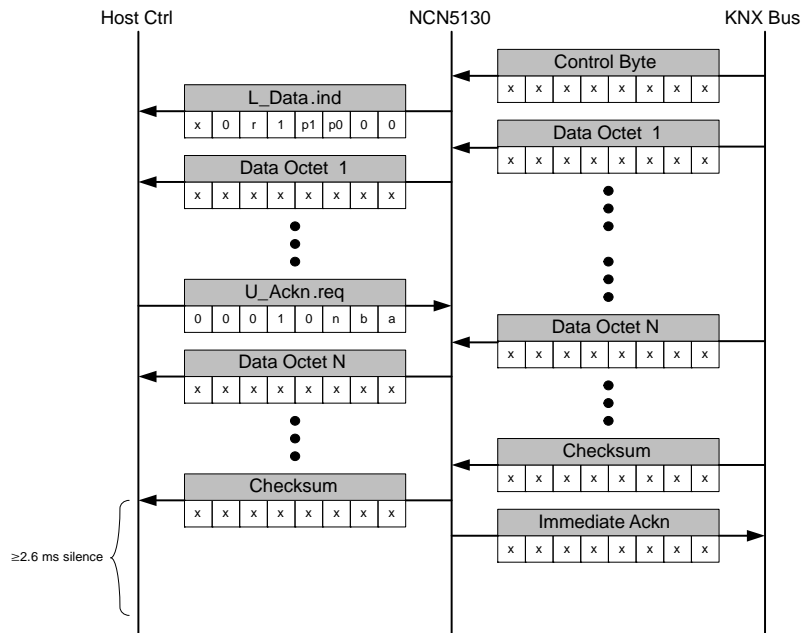 Host Ctrl NCN5130 KNX Bus
Control Byte
x x x x x x x x
L_Data.ind
x 0 r 1 p1 p0 0 0
Data Octet 1
x x x x x x x x
Data Octet 1
x x x x x x x x
U_Ackn.req
0 0 0 1 0 n b a
Data Octet N
x x x x x x x x
Data Octet N
x x x x x x x x
Checksum
x x x x x x x x
Checksum
x x x x x x x x
Immediate Ackn
x x x x x x x x
≥2.6 ms silence